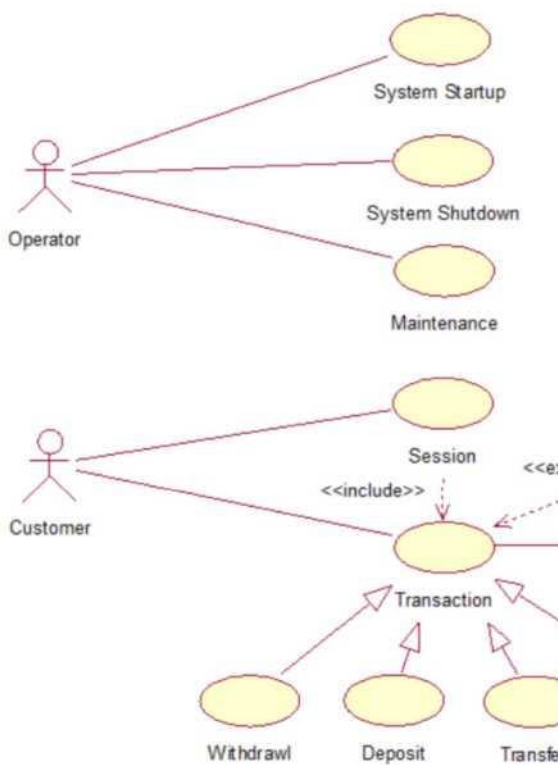 System Startup
System Shutdown
Operator
Maintenance
Session
<<include>>
Customer
Transaction
Withdrawl
Deposit